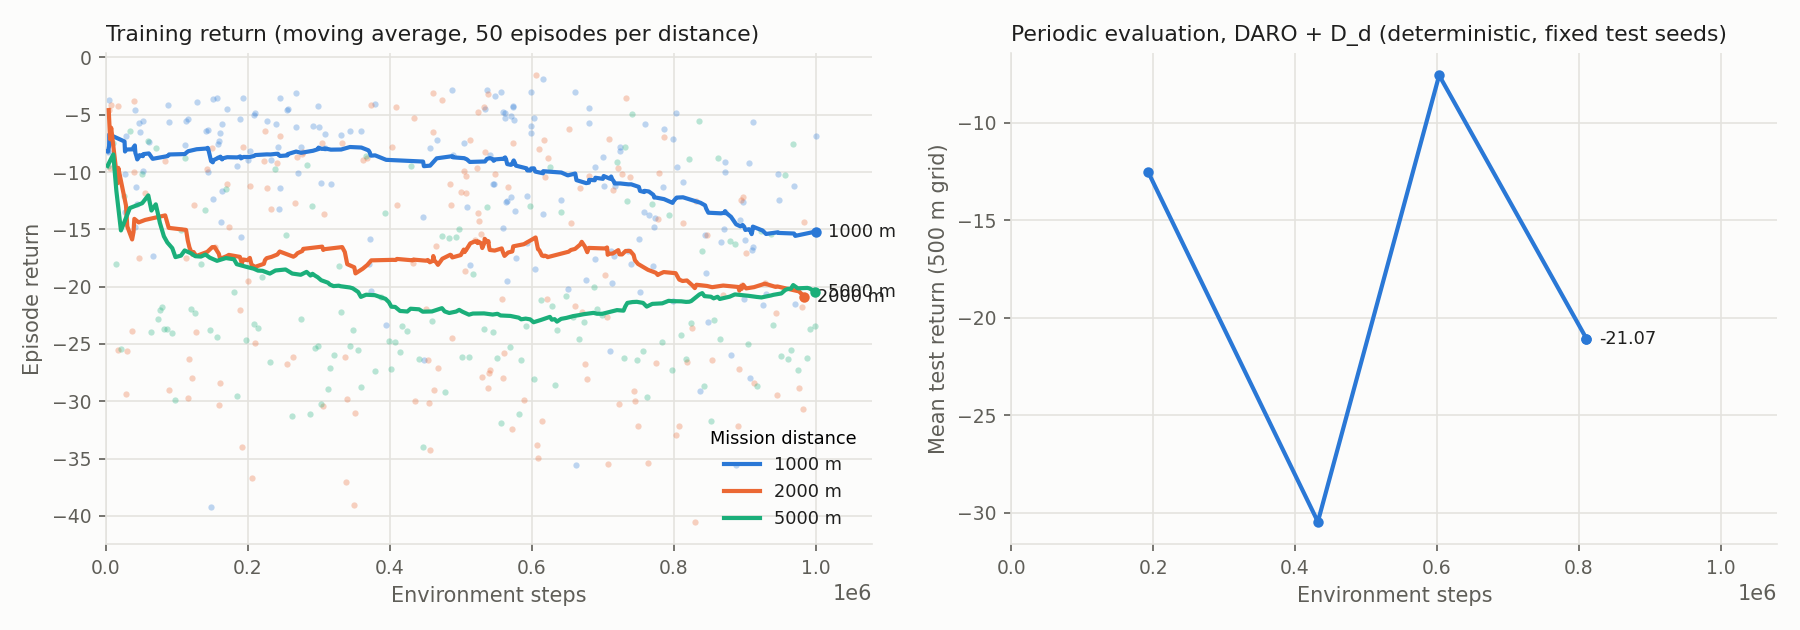 Training return (moving average, 50 episodes per distance)
Episode return
0
−5
−10
−15
−20
−25
−30
−35
−40
1000 m
5000 m
2000 m
Mission distance
1000 m
2000 m
5000 m
0.0 0.2 0.4 0.6 0.8 1.0
1e6
Environment steps
Periodic evaluation, DARO + D_d (deterministic, fixed test seeds)
Mean test return (500 m grid)
−10
−15
−20
−25
−30
-21.07
0.0 0.2 0.4 0.6 0.8 1.0
1e6
Environment steps